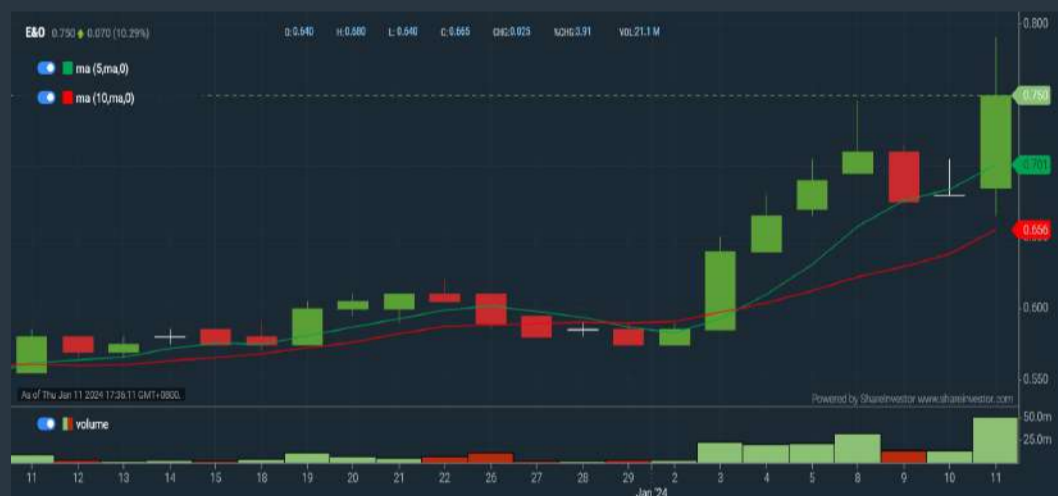 E&O 0.750 0.070 (10.29%) O:0.640 H:0.680 L:0.640 C:0.665 CHG:0.025 %CHG:3.91 VOL:21.1 M
ma (5,ma,0)
ma (10,ma,0)
0.800
0.750
0.701
0.656
0.600
0.550
As of Thu Jan 11 2024 17:36:11 GMT+0800.
Powered by ShareInvestor www.shareinvestor.com
volume
50.0m
25.0m
11 12 13 14 15 18 19 20 21 22 26 27 28 29 2 3 4 5 8 9 10 11
Jan '24